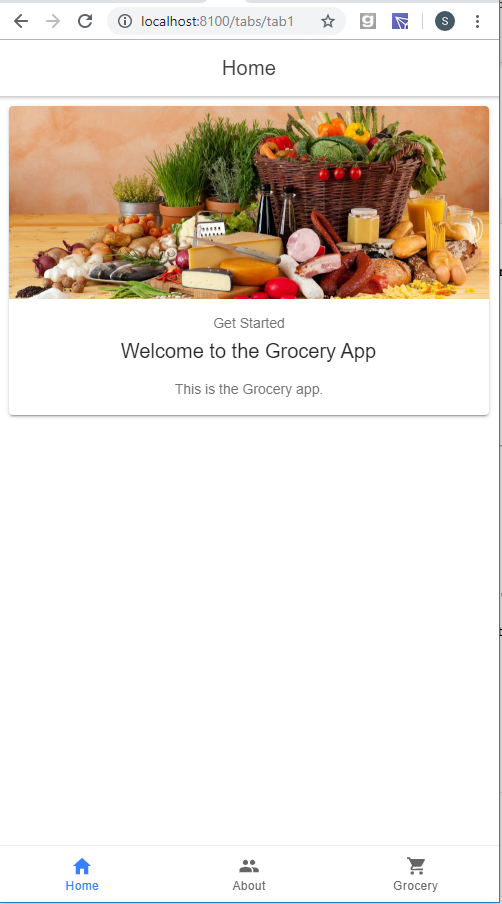 localhost:8100/tabs/tab1
S
Home
Get Started
Welcome to the Grocery App
This is the Grocery app.
Home
About
Grocery